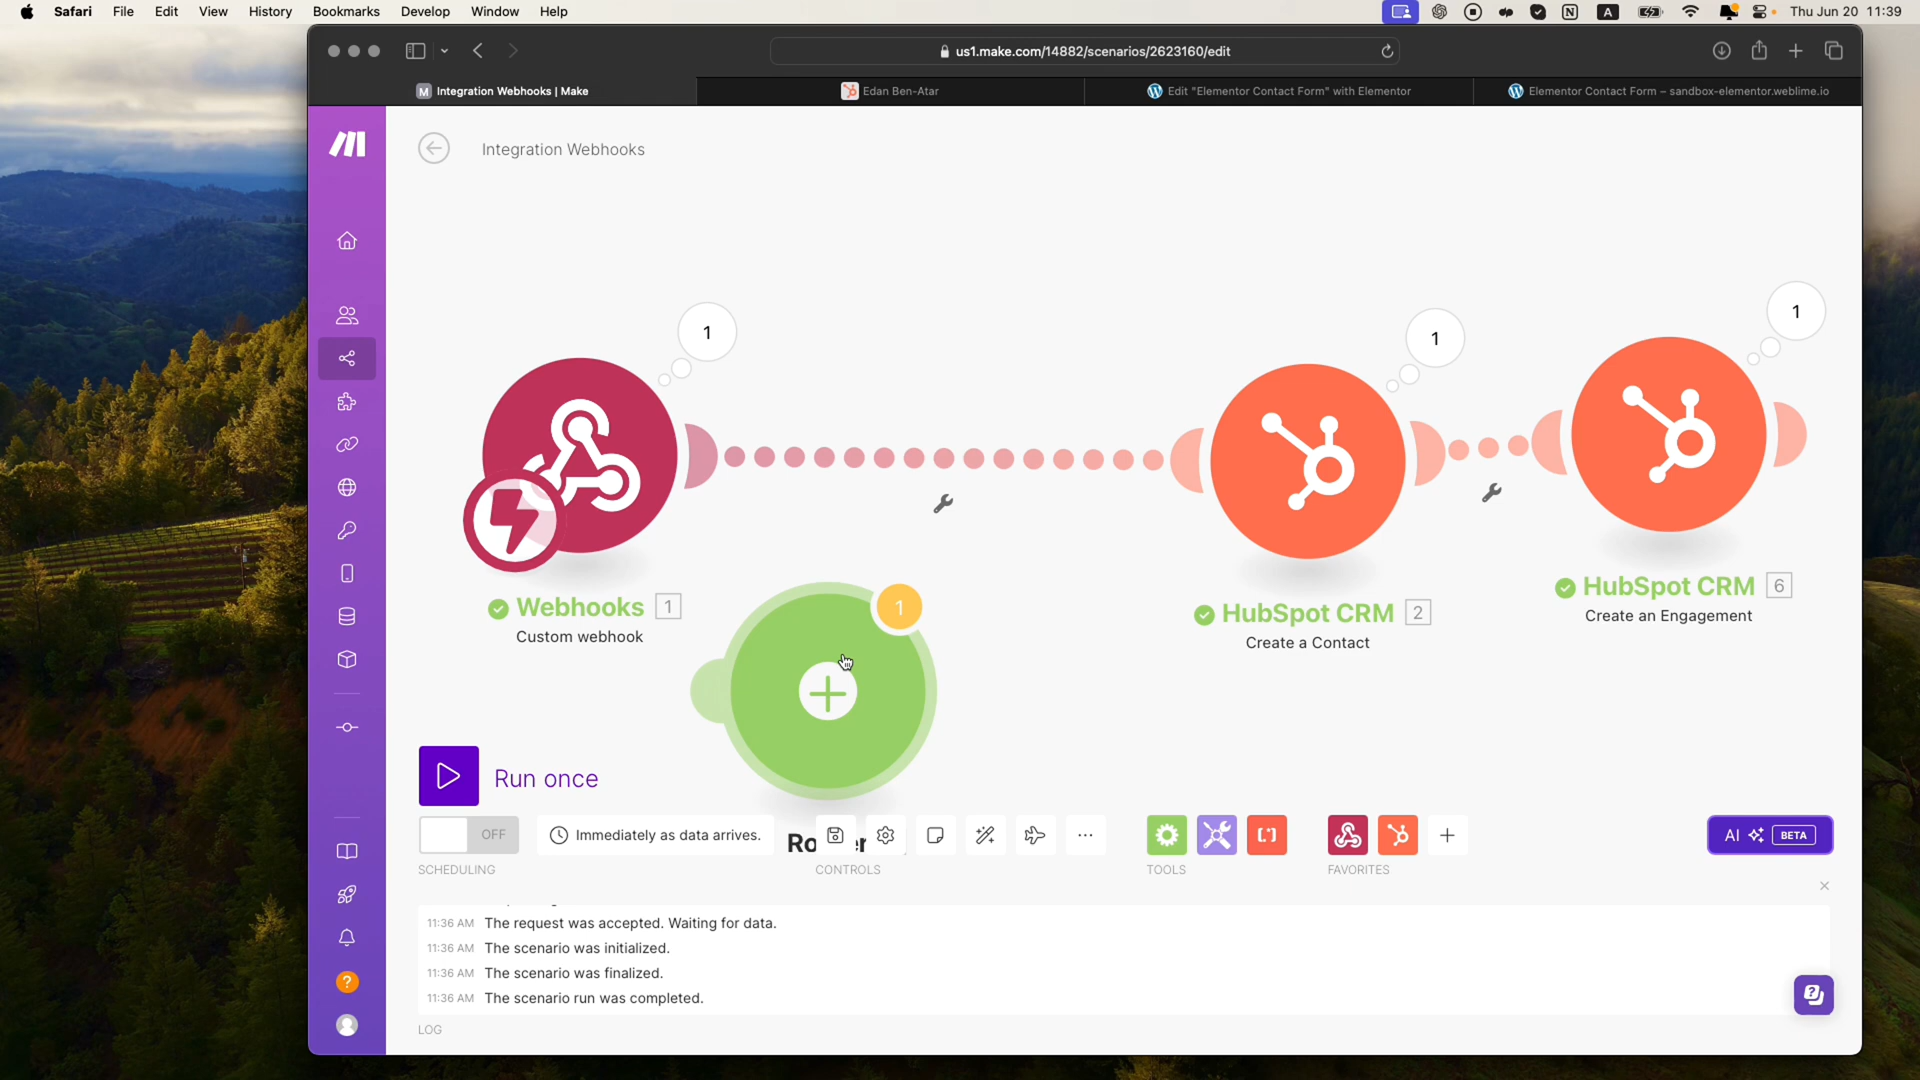 Safari File Edit View History Bookmarks Develop Window Help
A
Thu Jun 20 11:39
us1.make.com/14882/scenarios/2623160/edit
M Integration Webhooks | Make
Edan Ben-Atar
Edit "Elementor Contact Form" with Elementor
Elementor Contact Form – sandbox-elementor.weblime.io
Integration Webhooks
1
1
1
Webhooks 1
Custom webhook
HubSpot CRM 2
Create a Contact
HubSpot CRM 6
Create an Engagement
1
Run once
OFF
Immediately as data arrives.
AI BETA
SCHEDULING
CONTROLS
TOOLS
FAVORITES
11:36 AM The request was accepted. Waiting for data.
11:36 AM The scenario was initialized.
11:36 AM The scenario was finalized.
11:36 AM The scenario run was completed.
LOG